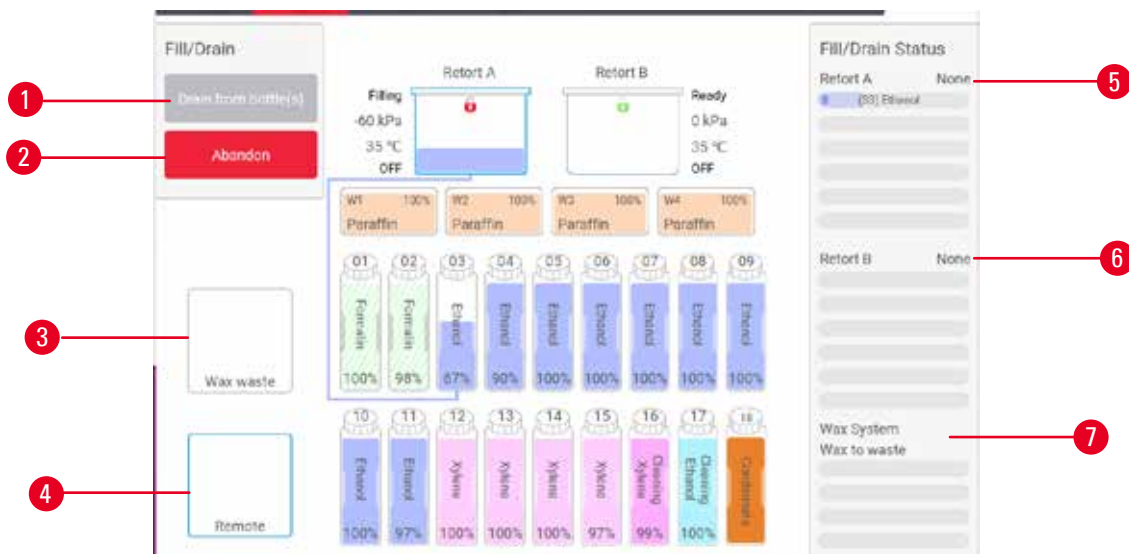 Fill/Drain
Drain from bottle(s)
Abandon
1
2
3
4
Wax waste
Remote
Retort A
Retort B
Filling
-60 kPa
35 °C
OFF
Ready
0 kPa
35 °C
OFF
W1 100%
Paraffin
W2 100%
Paraffin
W3 100%
Paraffin
W4 100%
Paraffin
01 02 03 04 05 06 07 08 09
Formalin Formalin Ethanol Ethanol Ethanol Ethanol Ethanol Ethanol Ethanol
100% 98% 67% 90% 100% 100% 100% 100% 100%
10 11 12 13 14 15 16 17 18
Ethanol Ethanol Xylene Xylene Xylene Xylene Cleaning Xylene Cleaning Ethanol Condensate
100% 97% 100% 100% 100% 97% 99% 100%
Fill/Drain Status
Retort A None
(S3) Ethanol
Retort B None
Wax System
Wax to waste
5
6
7